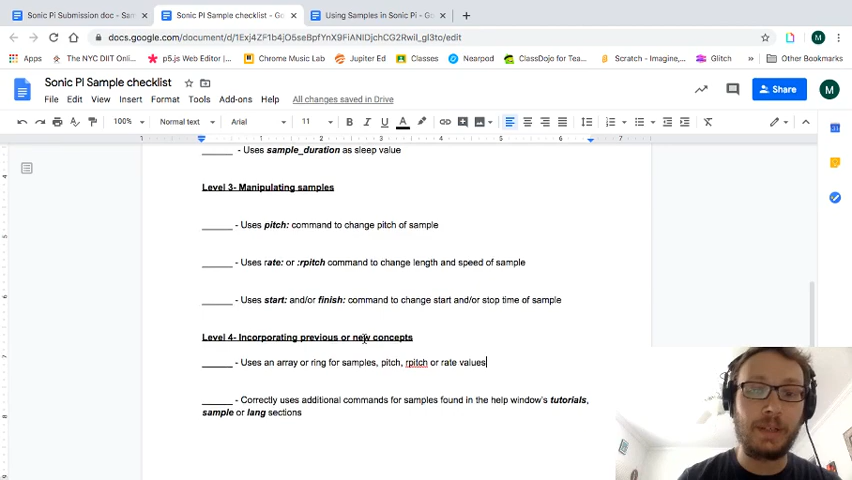 Sonic PI Submission doc - Sam
Sonic PI Sample checklist - Go
Using Samples in Sonic Pi - Go
docs.google.com/document/d/1Exj4ZF1b4jO5seBpfYnX9FiANIDjchCG2RwiI_gl3to/edit
Apps
The NYC DIIT Onli...
p5.js Web Editor |...
Chrome Music Lab
Jupiter Ed
Classes
Nearpod
ClassDojo for Tea...
Scratch - Imagine,...
Glitch
Other Bookmarks
Sonic PI Sample checklist
File Edit View Insert Format Tools Add-ons Help All changes saved in Drive
Share
100% Normal text Arial 11
______ - Uses sample_duration as sleep value
Level 3- Manipulating samples
______ - Uses pitch: command to change pitch of sample
______ - Uses rate: or :rpitch command to change length and speed of sample
______ - Uses start: and/or finish: command to change start and/or stop time of sample
Level 4- Incorporating previous or new concepts
______ - Uses an array or ring for samples, pitch, rpitch or rate values
______ - Correctly uses additional commands for samples found in the help window's tutorials,
sample or lang sections